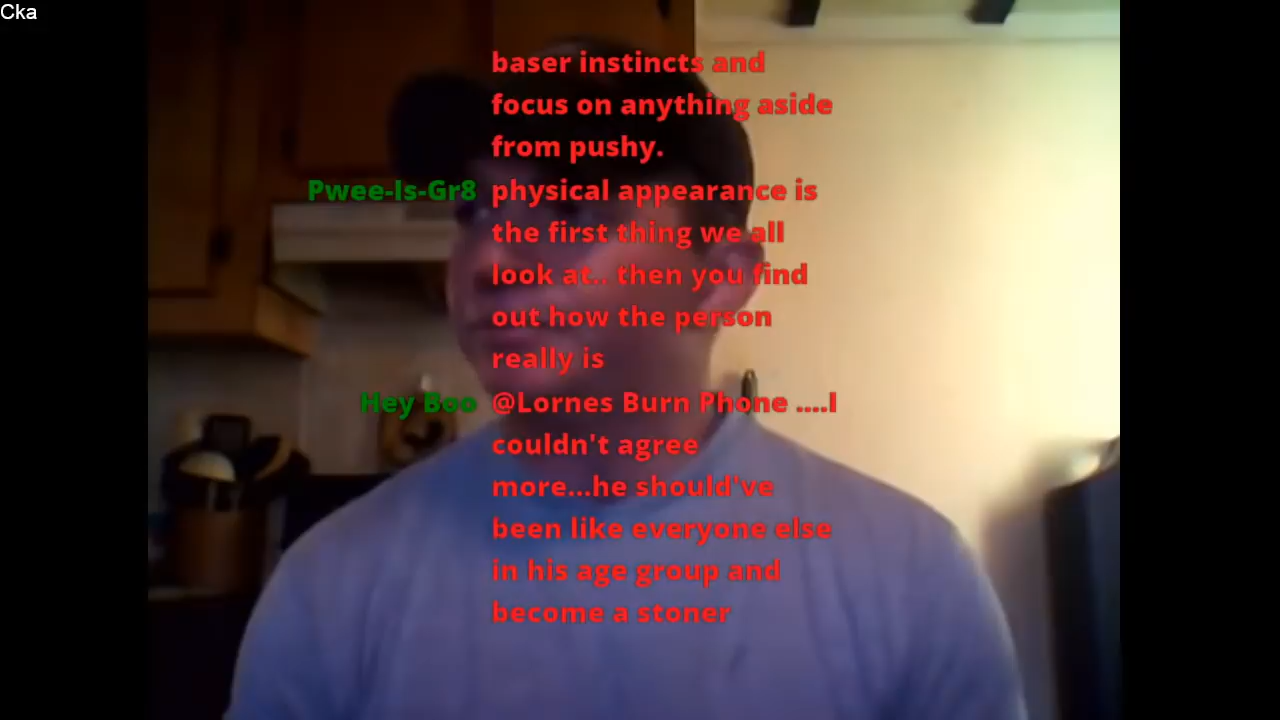 Cka
baser instincts and
focus on anything aside
from pushy.
Pwee-Is-Gr8 physical appearance is
the first thing we all
look at.. then you find
out how the person
really is
Hey Boo @Lornes Burn Phone ....I
couldn't agree
more...he should've
been like everyone else
in his age group and
become a stoner